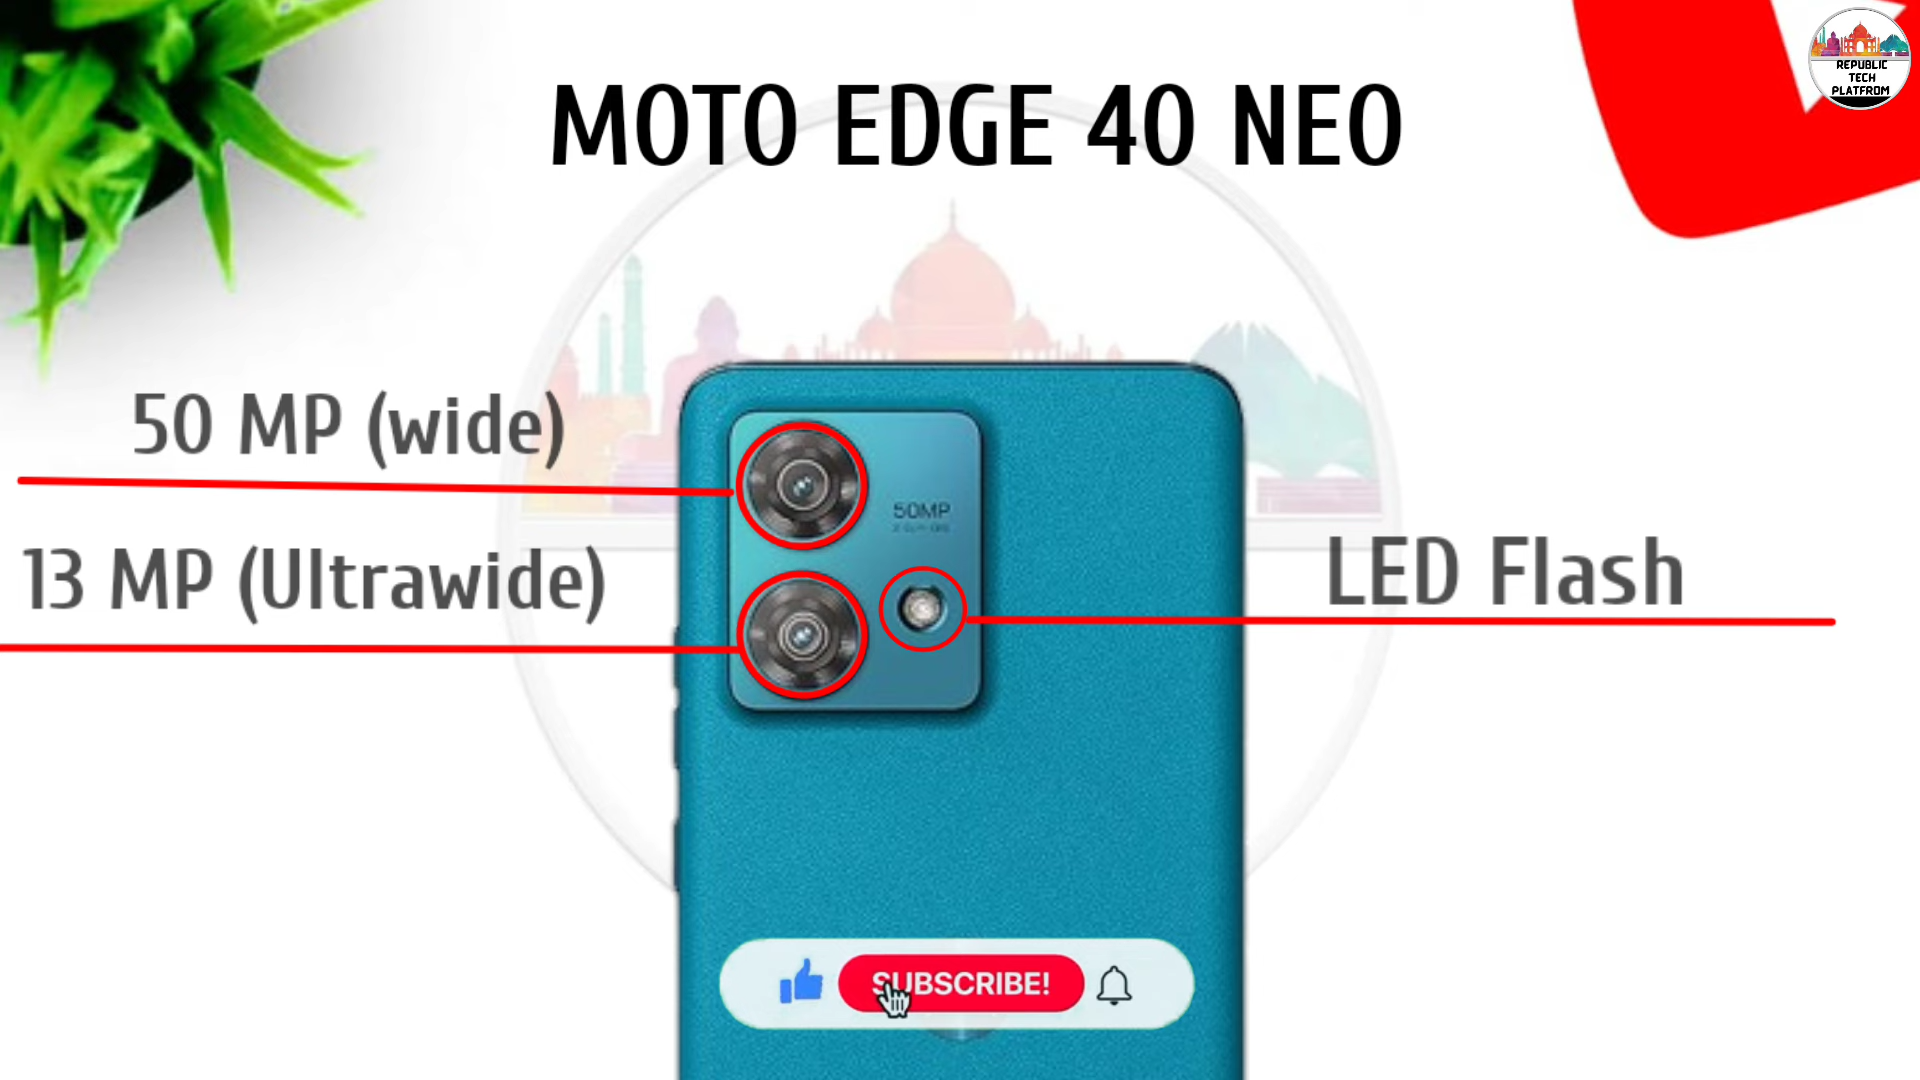 MOTO EDGE 40 NEO
REPUBLIC
TECH
PLATFROM
50 MP (wide)
50MP
13 MP (Ultrawide)
LED Flash
SUBSCRIBE!